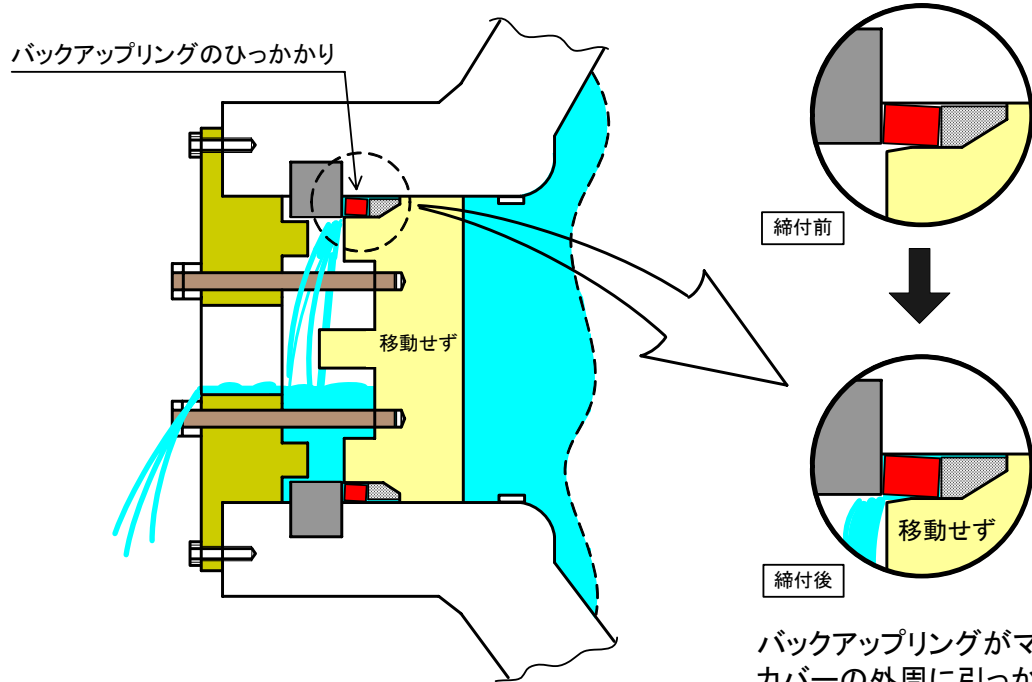 バックアップリングのひっかかり
移動せず
締付前
移動せず
締付後
バックアップリングがマ
カバーの外周に引っか